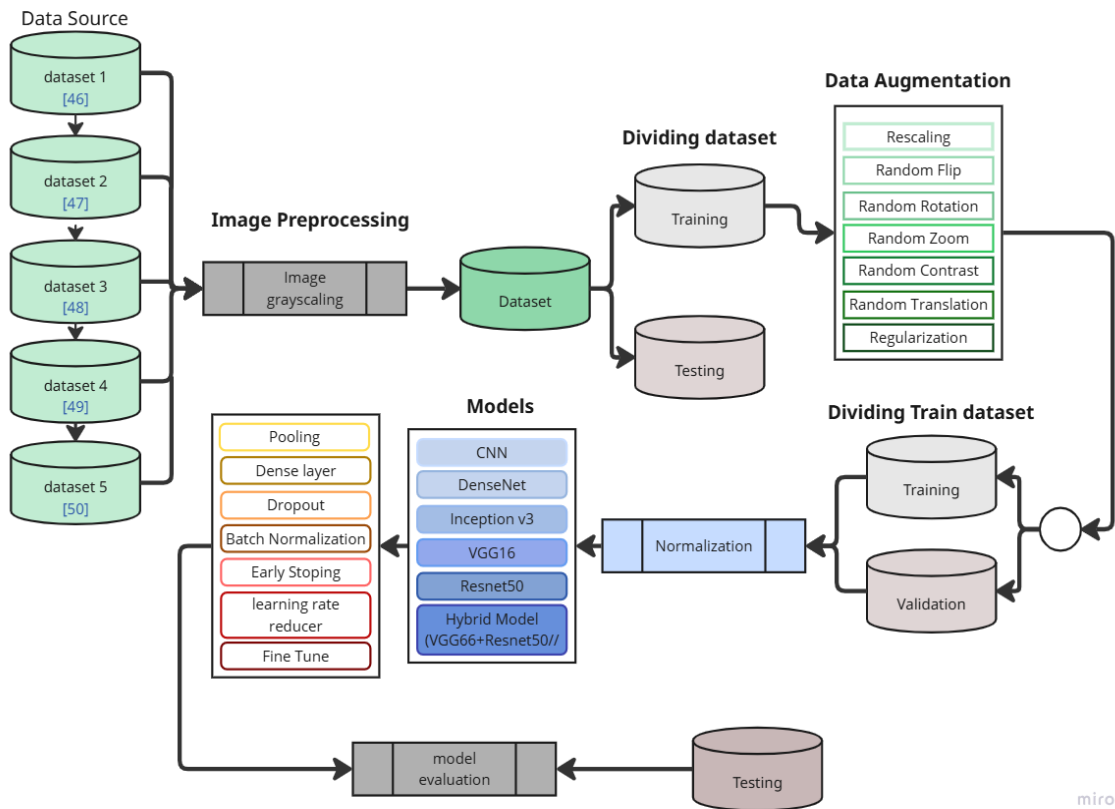 Data Source
dataset 1
[46]
dataset 2
[47]
dataset 3
[48]
dataset 4
[49]
dataset 5
[50]
Image Preprocessing
Image
grayscaling
Dataset
Dividing dataset
Training
Testing
Data Augmentation
Rescaling
Random Flip
Random Rotation
Random Zoom
Random Contrast
Random Translation
Regularization
Dividing Train dataset
Training
Validation
Normalization
Models
CNN
DenseNet
Inception v3
VGG16
Resnet50
Hybrid Model
(VGG66+Resnet50//
Pooling
Dense layer
Dropout
Batch Normalization
Early Stoping
learning rate
reducer
Fine Tune
model
evaluation
Testing
miro